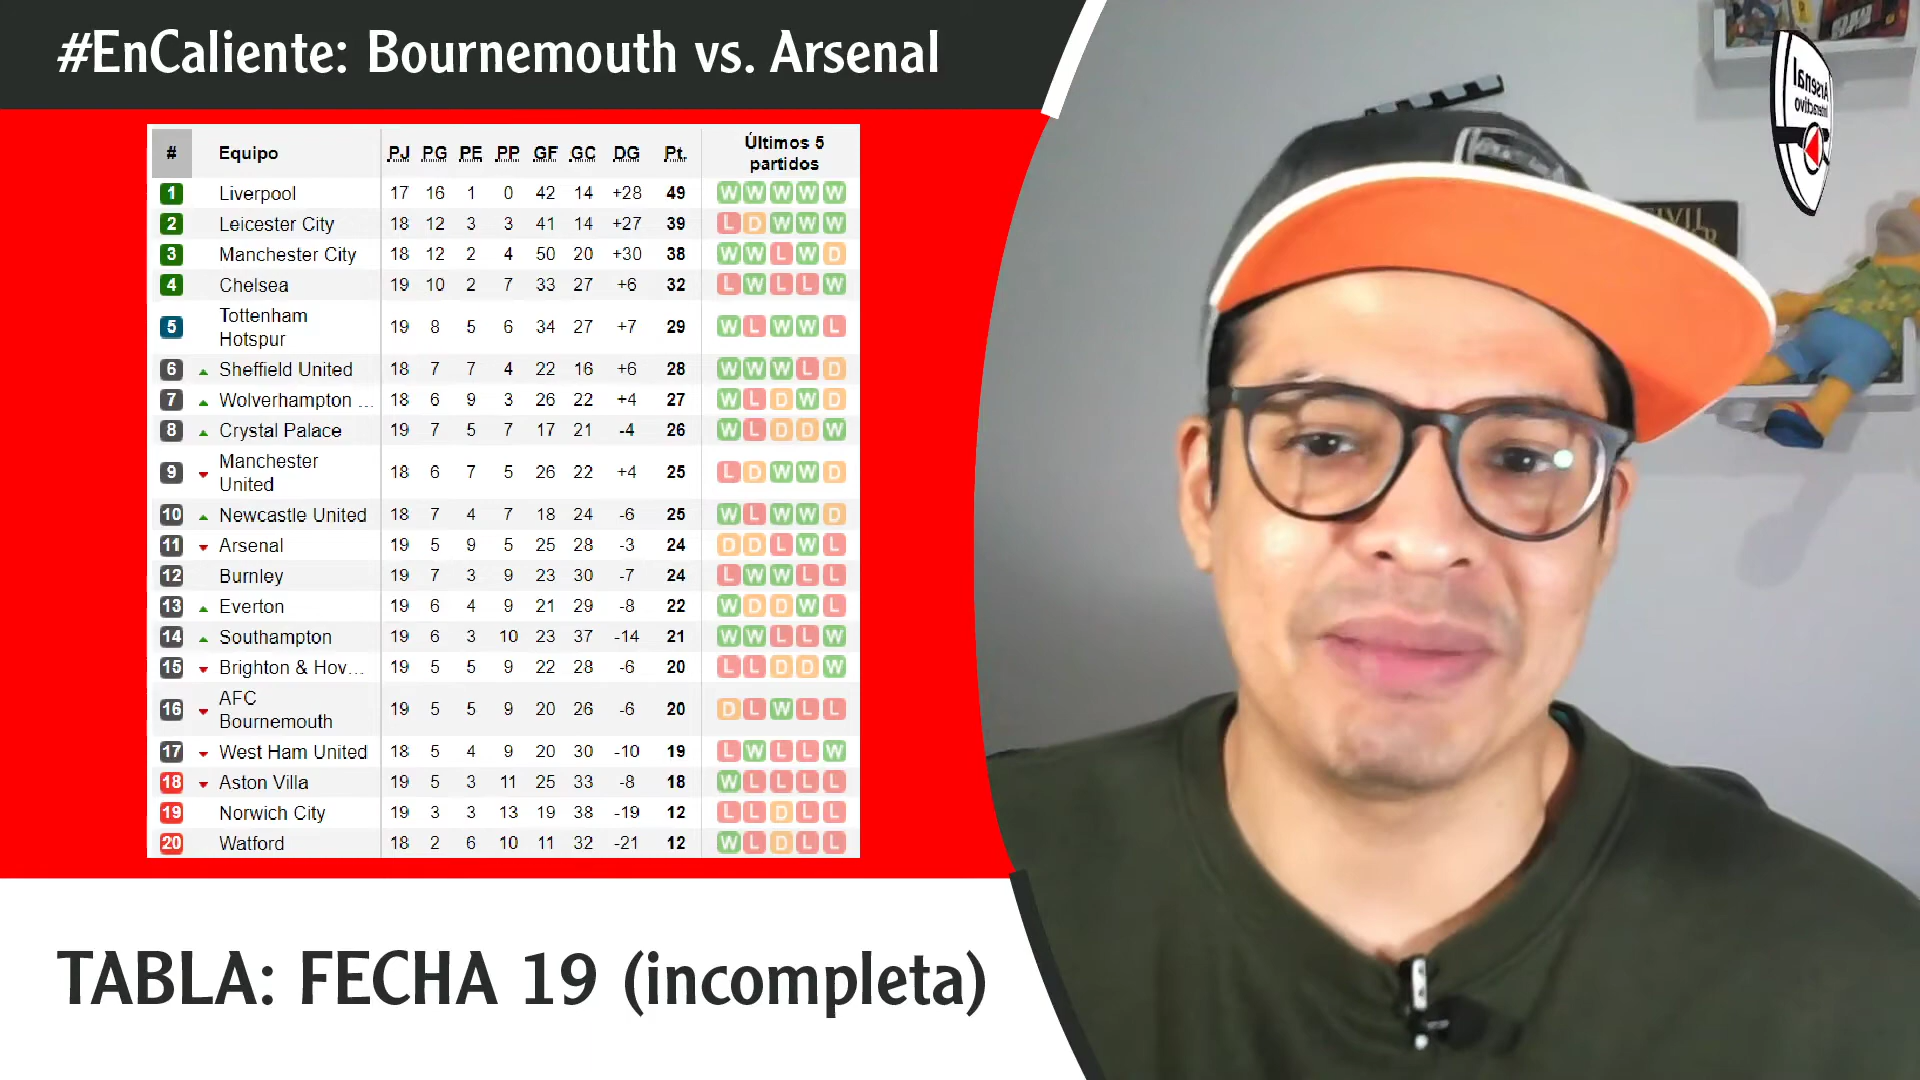 #EnCaliente: Bournemouth vs. Arsenal
# Equipo PJ PG PE PP GF GC DG Pt. Últimos 5 partidos
1 Liverpool 17 16 1 0 42 14 +28 49 W W W W W
2 Leicester City 18 12 3 3 41 14 +27 39 L D W W W
3 Manchester City 18 12 2 4 50 20 +30 38 W W L W D
4 Chelsea 19 10 2 7 33 27 +6 32 L W L L W
5 Tottenham Hotspur 19 8 5 6 34 27 +7 29 W L W W L
6 Sheffield United 18 7 7 4 22 16 +6 28 W W W L D
7 Wolverhampton ... 18 6 9 3 26 22 +4 27 W L D W D
8 Crystal Palace 19 7 5 7 17 21 -4 26 W L D D W
9 Manchester United 18 6 7 5 26 22 +4 25 L D W W D
10 Newcastle United 18 7 4 7 18 24 -6 25 W L W W D
11 Arsenal 19 5 9 5 25 28 -3 24 D D L W L
12 Burnley 19 7 3 9 23 30 -7 24 L W W L L
13 Everton 19 6 4 9 21 29 -8 22 W D D W L
14 Southampton 19 6 3 10 23 37 -14 21 W W L L W
15 Brighton & Hov... 19 5 5 9 22 28 -6 20 L L D D W
16 AFC Bournemouth 19 5 5 9 20 26 -6 20 D L W L L
17 West Ham United 18 5 4 9 20 30 -10 19 L W L L W
18 Aston Villa 19 5 3 11 25 33 -8 18 W L L L L
19 Norwich City 19 3 3 13 19 38 -19 12 L L D L L
20 Watford 18 2 6 10 11 32 -21 12 W L D L L
TABLA: FECHA 19 (incompleta)
Arsenal
Interactivo